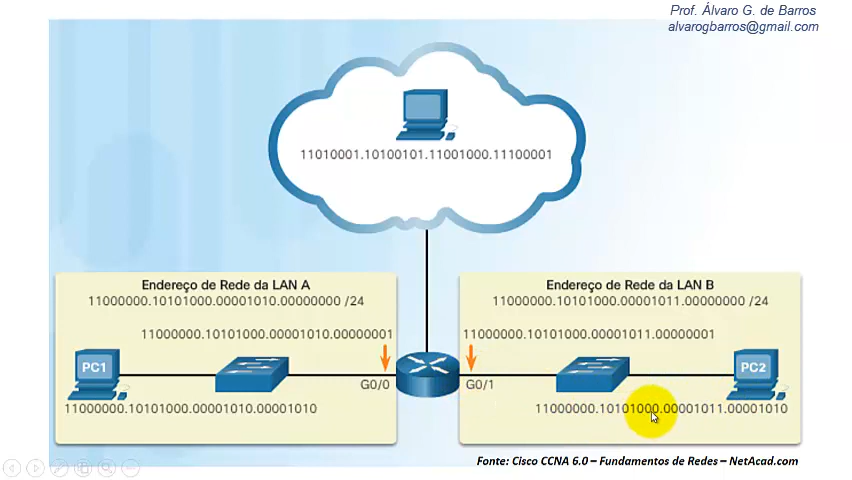 Prof. Álvaro G. de Barros
alvarogbarros@gmail.com
11010001.10100101.11001000.11100001
Endereço de Rede da LAN A
11000000.10101000.00001010.00000000 /24
11000000.10101000.00001010.00000001
PC1
G0/0
11000000.10101000.00001010.00001010
Endereço de Rede da LAN B
11000000.10101000.00001011.00000000 /24
11000000.10101000.00001011.00000001
G0/1
PC2
11000000.10101000.00001011.00001010
Fonte: Cisco CCNA 6.0 – Fundamentos de Redes – NetAcad.com